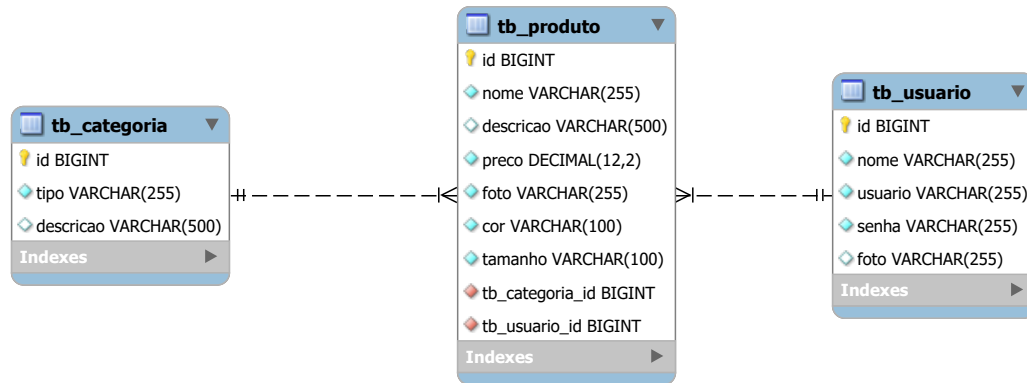 tb_categoria
id BIGINT
tipo VARCHAR(255)
descricao VARCHAR(500)
Indexes
tb_produto
id BIGINT
nome VARCHAR(255)
descricao VARCHAR(500)
preco DECIMAL(12,2)
foto VARCHAR(255)
cor VARCHAR(100)
tamanho VARCHAR(100)
tb_categoria_id BIGINT
tb_usuario_id BIGINT
Indexes
tb_usuario
id BIGINT
nome VARCHAR(255)
usuario VARCHAR(255)
senha VARCHAR(255)
foto VARCHAR(255)
Indexes